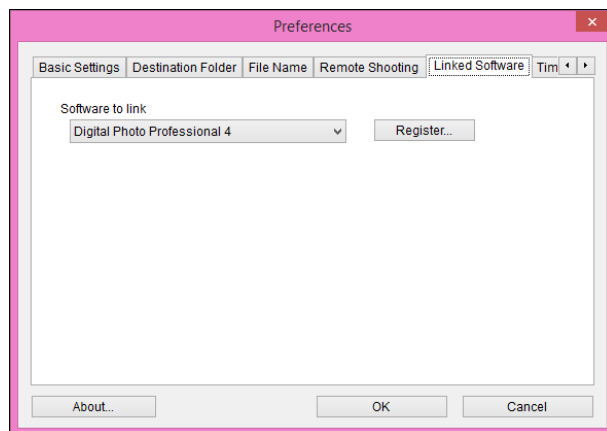 Preferences
Basic Settings Destination Folder File Name Remote Shooting Linked Software Tim
Software to link
Digital Photo Professional 4 Register...
About... OK Cancel